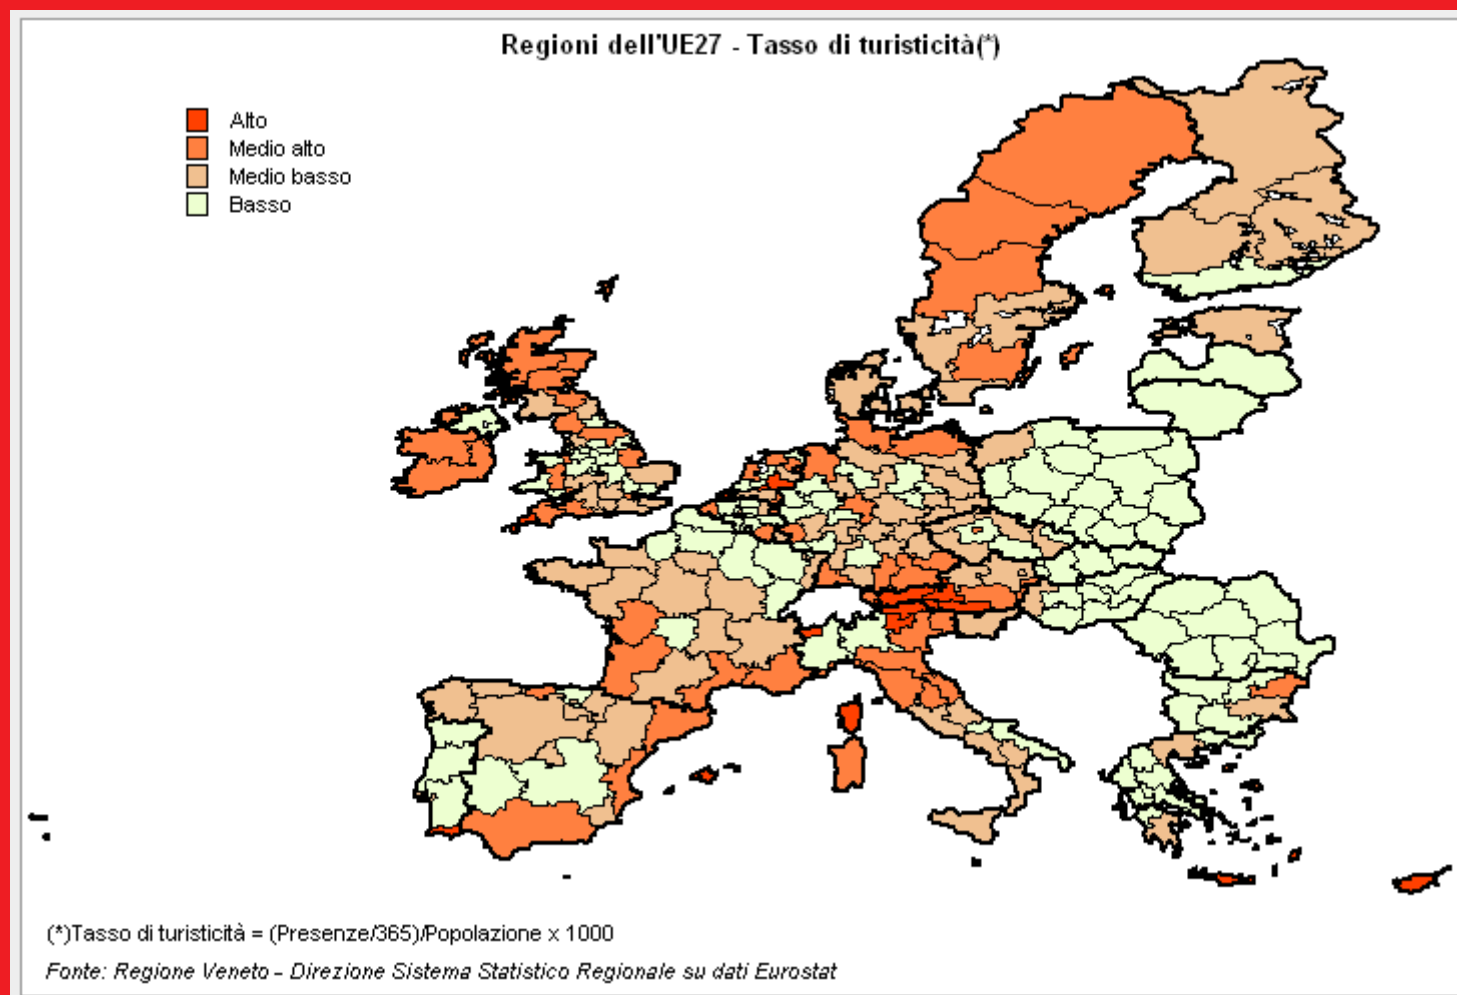 Regioni dell'UE27 - Tasso di turisticità(*)
Alto
Medio alto
Medio basso
Basso
(*)Tasso di turisticità = (Presenze/365)/Popolazione x 1000
Fonte: Regione Veneto - Direzione Sistema Statistico Regionale su dati Eurostat